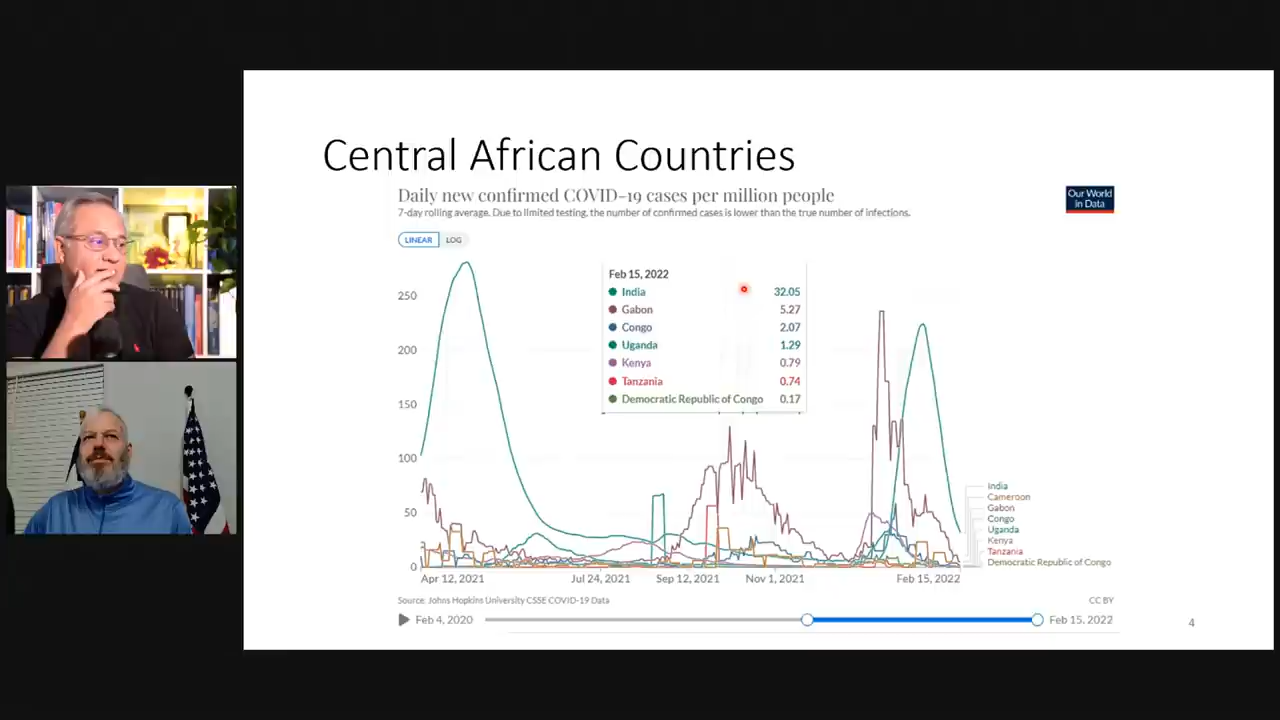 Central African Countries
Daily new confirmed COVID-19 cases per million people
7-day rolling average. Due to limited testing, the number of confirmed cases is lower than the true number of infections.
Our World
in Data
LINEAR LOG
Feb 15, 2022
India 32.05
Gabon 5.27
Congo 2.07
Uganda 1.29
Kenya 0.79
Tanzania 0.74
Democratic Republic of Congo 0.17
250
200
150
100
50
0
India
Cameroon
Gabon
Congo
Uganda
Kenya
Tanzania
Democratic Republic of Congo
Apr 12, 2021 Jul 24, 2021 Sep 12, 2021 Nov 1, 2021 Feb 15, 2022
Source: Johns Hopkins University CSSE COVID-19 Data CC BY
Feb 4, 2020 Feb 15, 2022
4